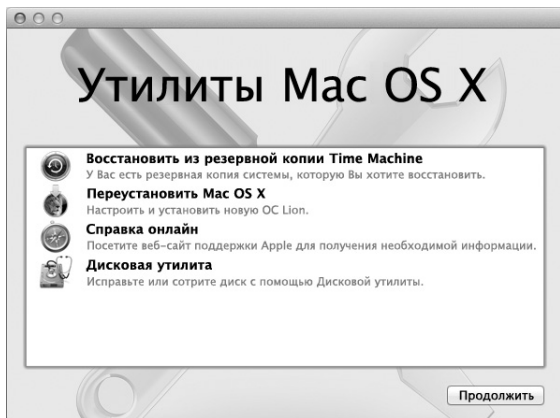 Утилиты Mac OS X
Восстановить из резервной копии Time Machine
У Вас есть резервная копия системы, которую Вы хотите восстановить.
Переустановить Mac OS X
Настроить и установить новую ОС Lion.
Справка онлайн
Посетите веб-сайт поддержки Apple для получения необходимой информации.
Дисковая утилита
Исправьте или сотрите диск с помощью Дисковой утилиты.
Продолжить